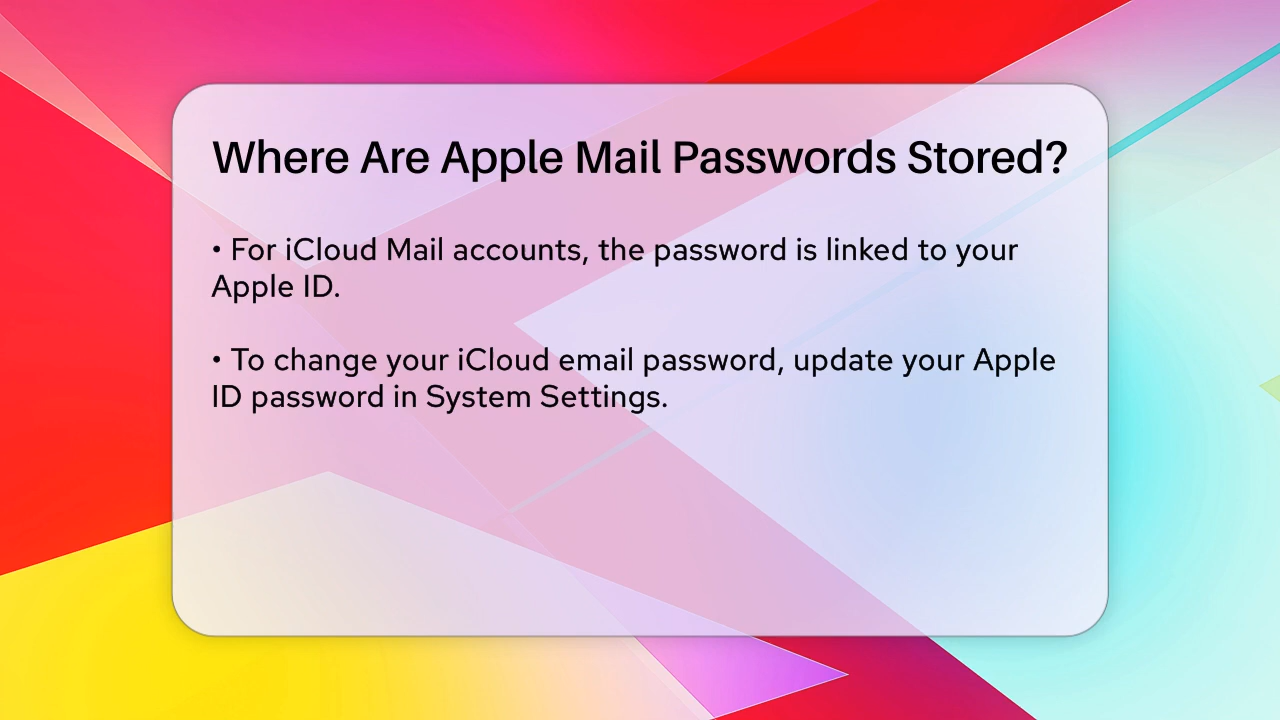 Where Are Apple Mail Passwords Stored?
• For iCloud Mail accounts, the password is linked to your
Apple ID.
• To change your iCloud email password, update your Apple
ID password in System Settings.